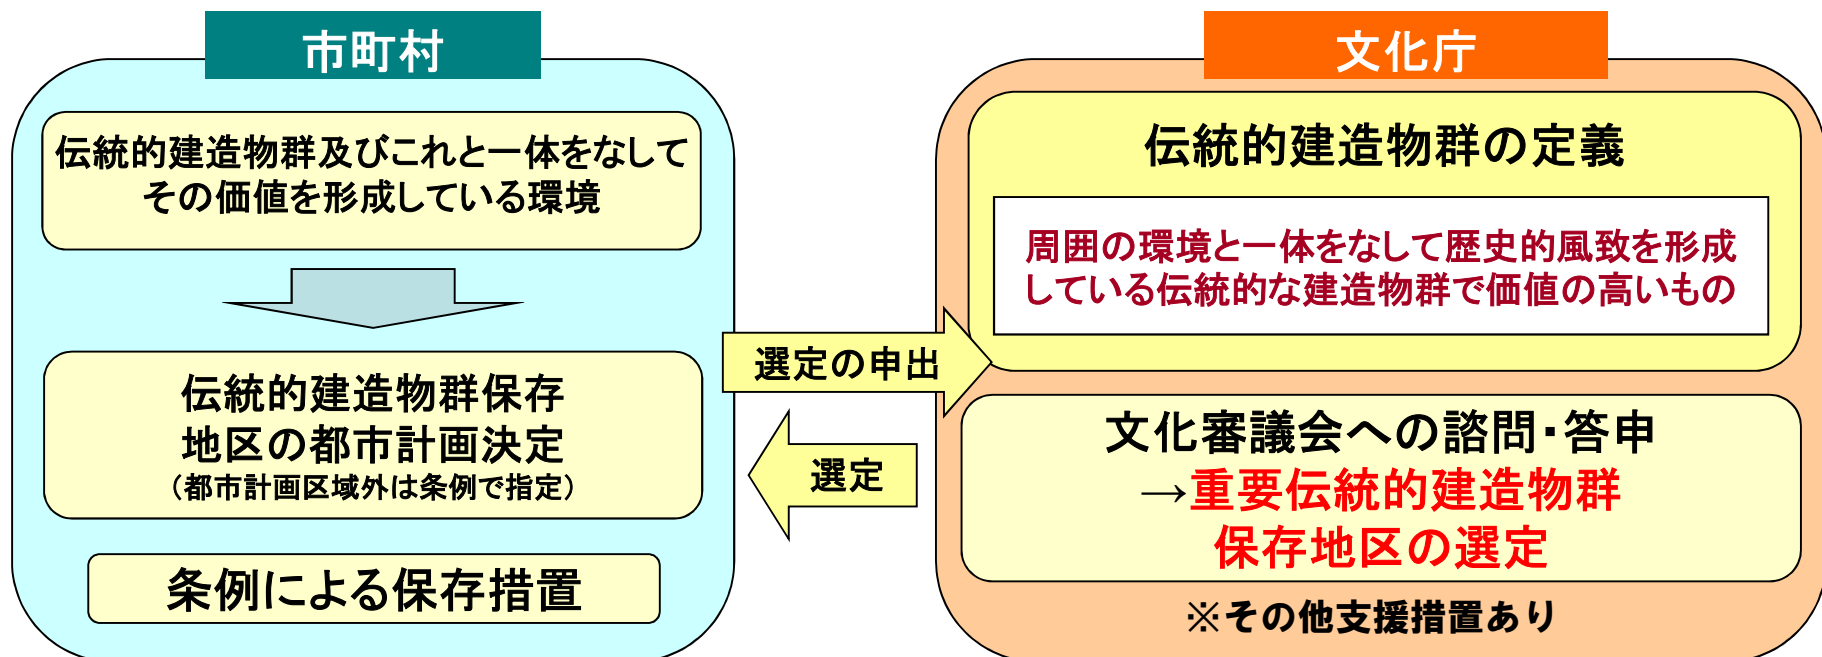 市町村
伝統的建造物群及びこれと一体をなして
その価値を形成している環境
伝統的建造物群保存
地区の都市計画決定
（都市計画区域外は条例で指定）
条例による保存措置
選定の申出
選定
文化庁
伝統的建造物群の定義
周囲の環境と一体をなして歴史的風致を形成
している伝統的な建造物群で価値の高いもの
文化審議会への諮問・答申
→重要伝統的建造物群
保存地区の選定
※その他支援措置あり